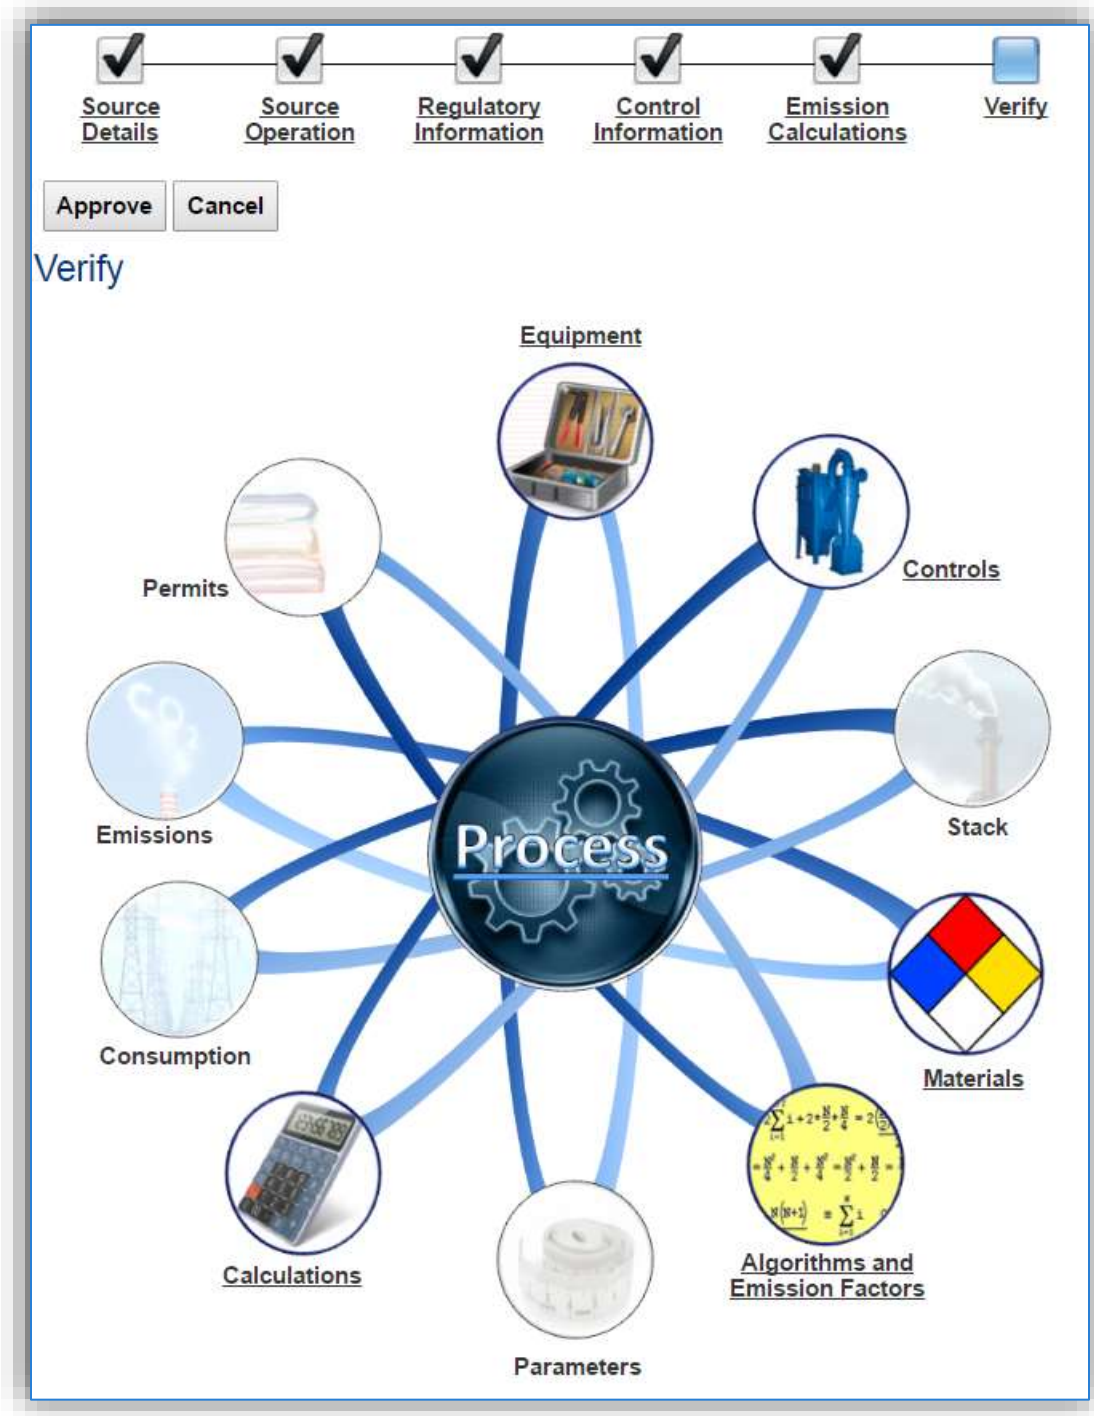 Source
Details
Source
Operation
Regulatory
Information
Control
Information
Emission
Calculations
Verify
Approve
Cancel
Verify
Equipment
Controls
Permits
CO2
Stack
Emissions
Process
Materials
Consumption
Algorithms and
Emission Factors
Calculations
Parameters